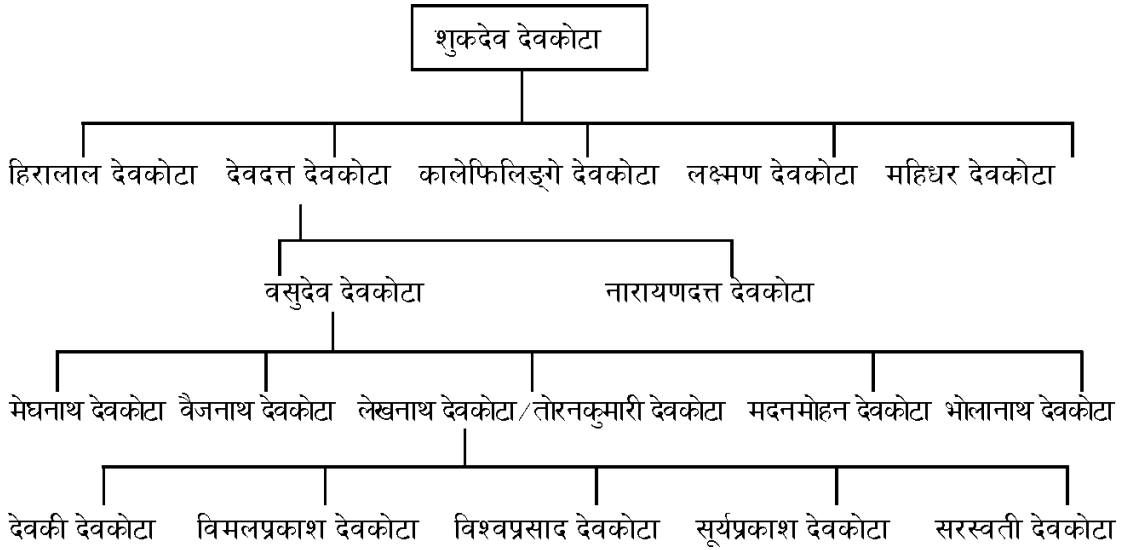 शुकदेव देवकोटा
हिरालाल देवकोटा देवदत्त देवकोटा कालेफिलिङ्गे देवकोटा लक्ष्मण देवकोटा महिधर देवकोटा
वसुदेव देवकोटा नारायणदत्त देवकोटा
मेघनाथ देवकोटा वैजनाथ देवकोटा लेखनाथ देवकोटा/तोरनकुमारी देवकोटा मदनमोहन देवकोटा भोलानाथ देवकोटा
देवकी देवकोटा विमलप्रकाश देवकोटा विश्वप्रसाद देवकोटा सूर्यप्रकाश देवकोटा सरस्वती देवकोटा